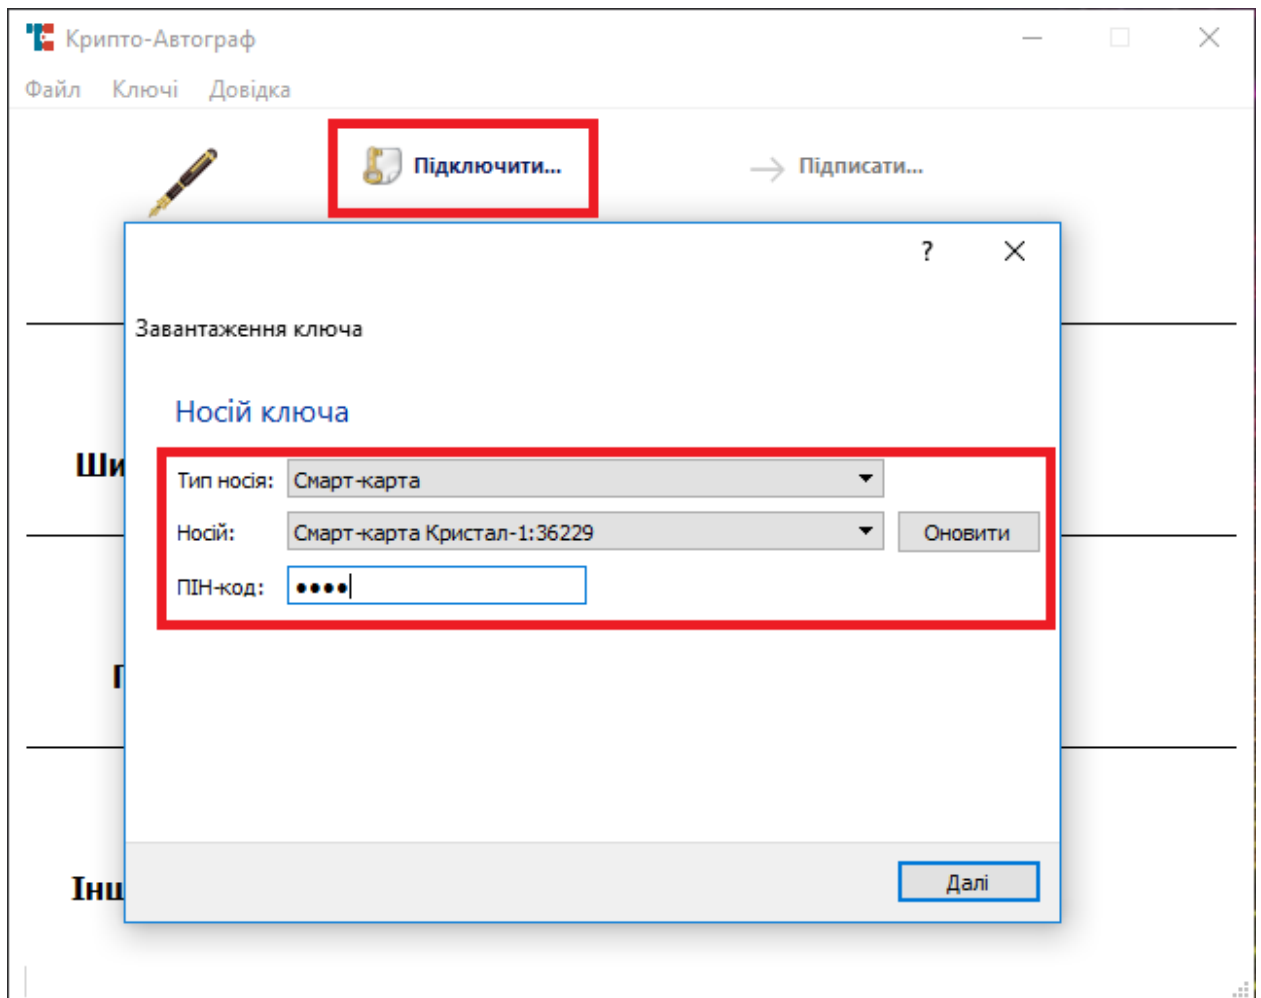 Крипто-Автограф
Файл Ключі Довідка
Підключити... Підписати...
?
Завантаження ключа
Носій ключа
Тип носія: Смарт-карта
Носій: Смарт-карта Кристал-1:36229 Оновити
ПІН-код: ••••
Далі